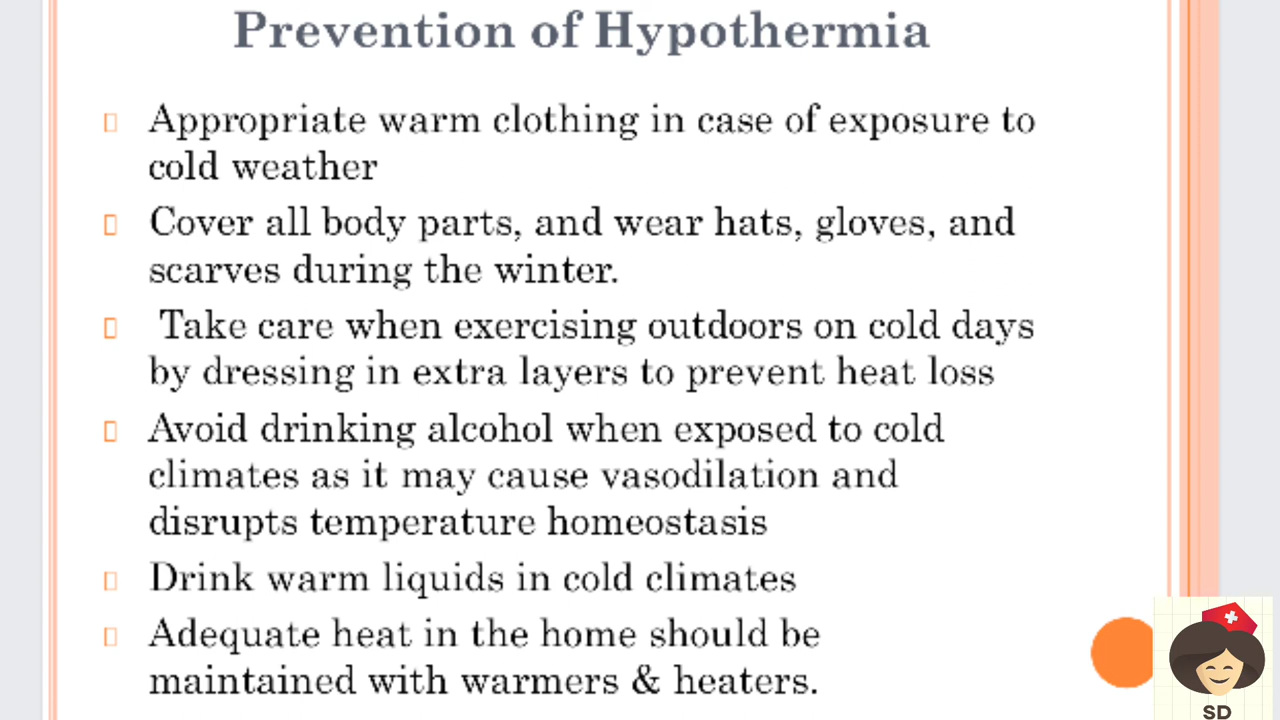 Prevention of Hypothermia
Appropriate warm clothing in case of exposure to
cold weather
Cover all body parts, and wear hats, gloves, and
scarves during the winter.
Take care when exercising outdoors on cold days
by dressing in extra layers to prevent heat loss
Avoid drinking alcohol when exposed to cold
climates as it may cause vasodilation and
disrupts temperature homeostasis
Drink warm liquids in cold climates
Adequate heat in the home should be
maintained with warmers & heaters.
SD